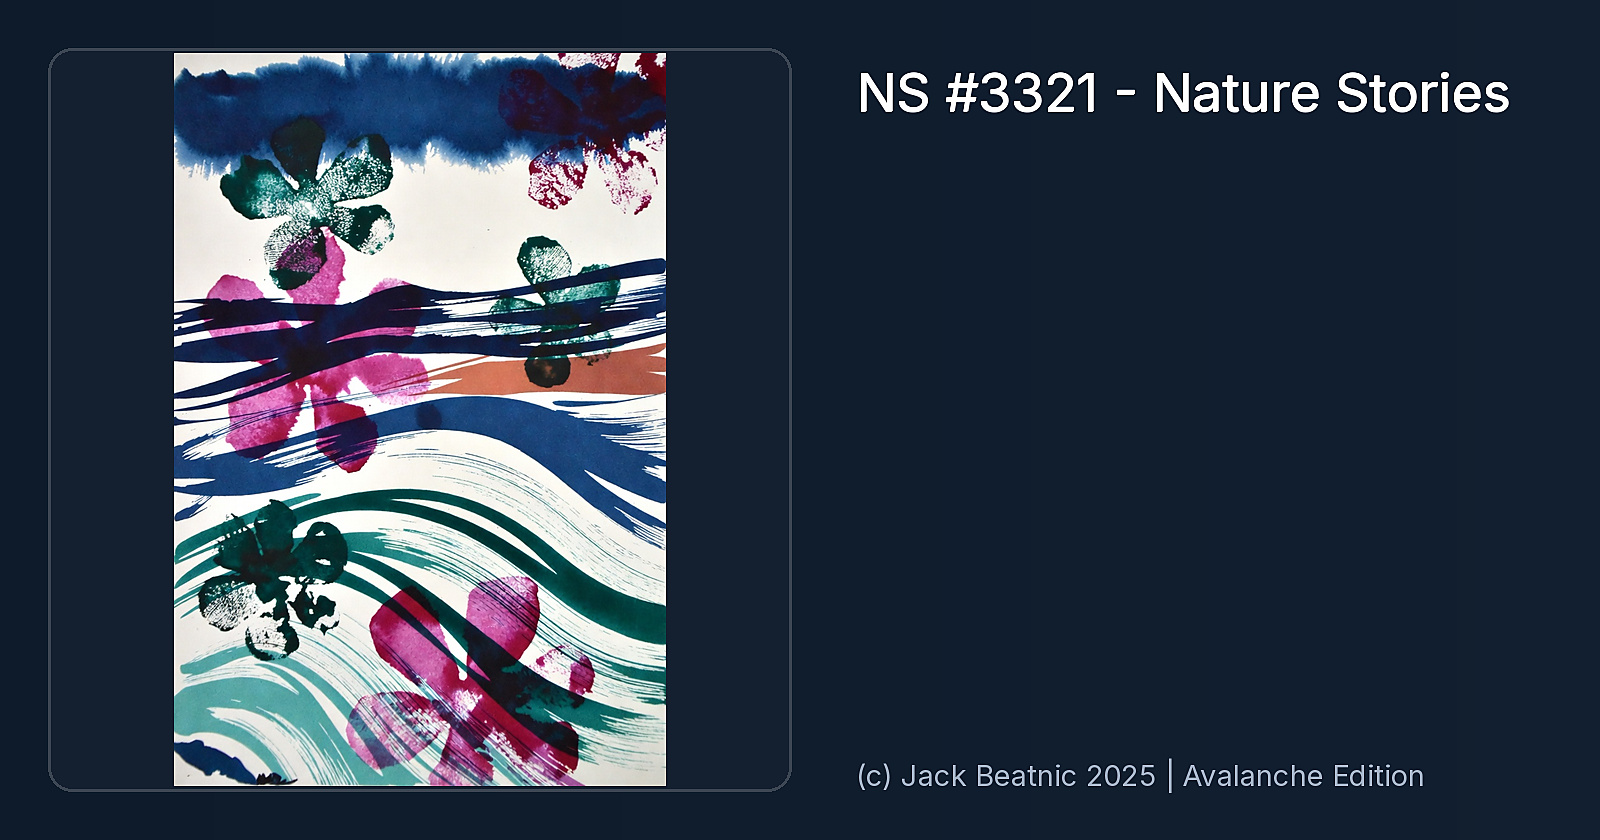 NS #3321 - Nature Stories
(c) Jack Beatnic 2025 | Avalanche Edition